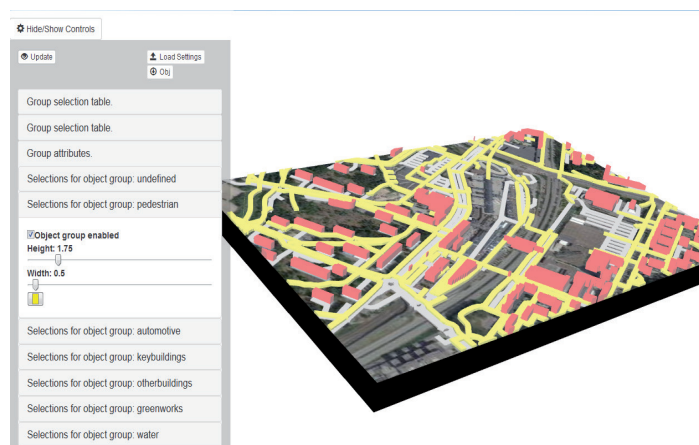 Hide/Show Controls
Update
Load Settings
Obj
Group selection table.
Group selection table.
Group attributes.
Selections for object group: undefined
Selections for object group: pedestrian
Object group enabled
Height: 1.75
Width: 0.5
Selections for object group: automotive
Selections for object group: keybuildings
Selections for object group: otherbuildings
Selections for object group: greenworks
Selections for object group: water